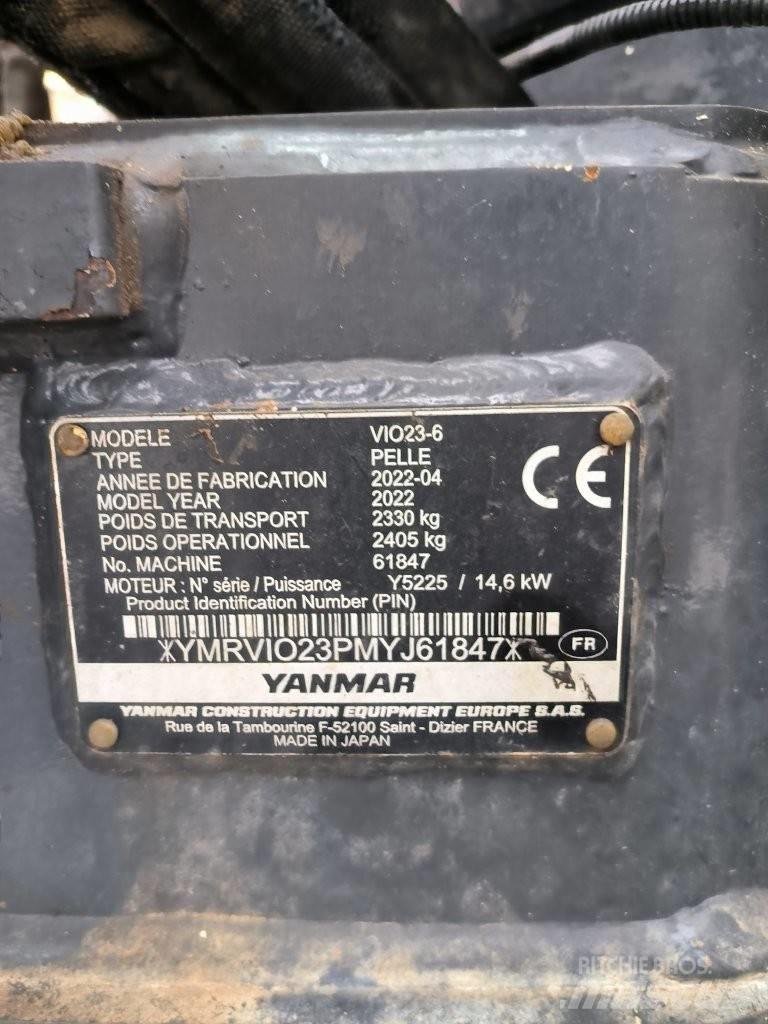 MODELE VIO23-6
TYPE PELLE
ANNEE DE FABRICATION 2022-04
MODEL YEAR 2022
POIDS DE TRANSPORT 2330 kg
POIDS OPERATIONNEL 2405 kg
No. MACHINE 61847
MOTEUR : N° série / Puissance Y5225 / 14,6 kW
Product Identification Number (PIN)
*YMRVIO23PMYJ61847*
FR
CE
YANMAR
YANMAR CONSTRUCTION EQUIPMENT EUROPE S.A.S.
Rue de la Tambourine F-52100 Saint - Dizier FRANCE
MADE IN JAPAN
RITCHIE BROS.